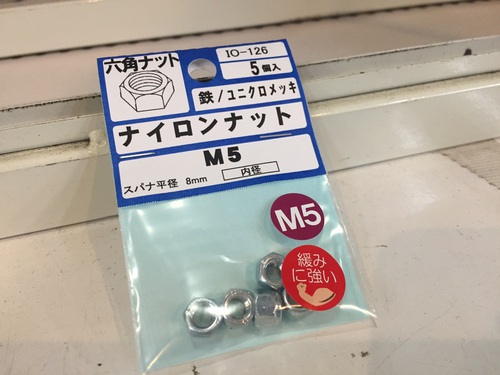 六角ナット
IO-126
5個入
鉄/ユニクロメッキ
ナイロンナット
M5
スパナ平径 8mm 内径
M5
緩み
に強い